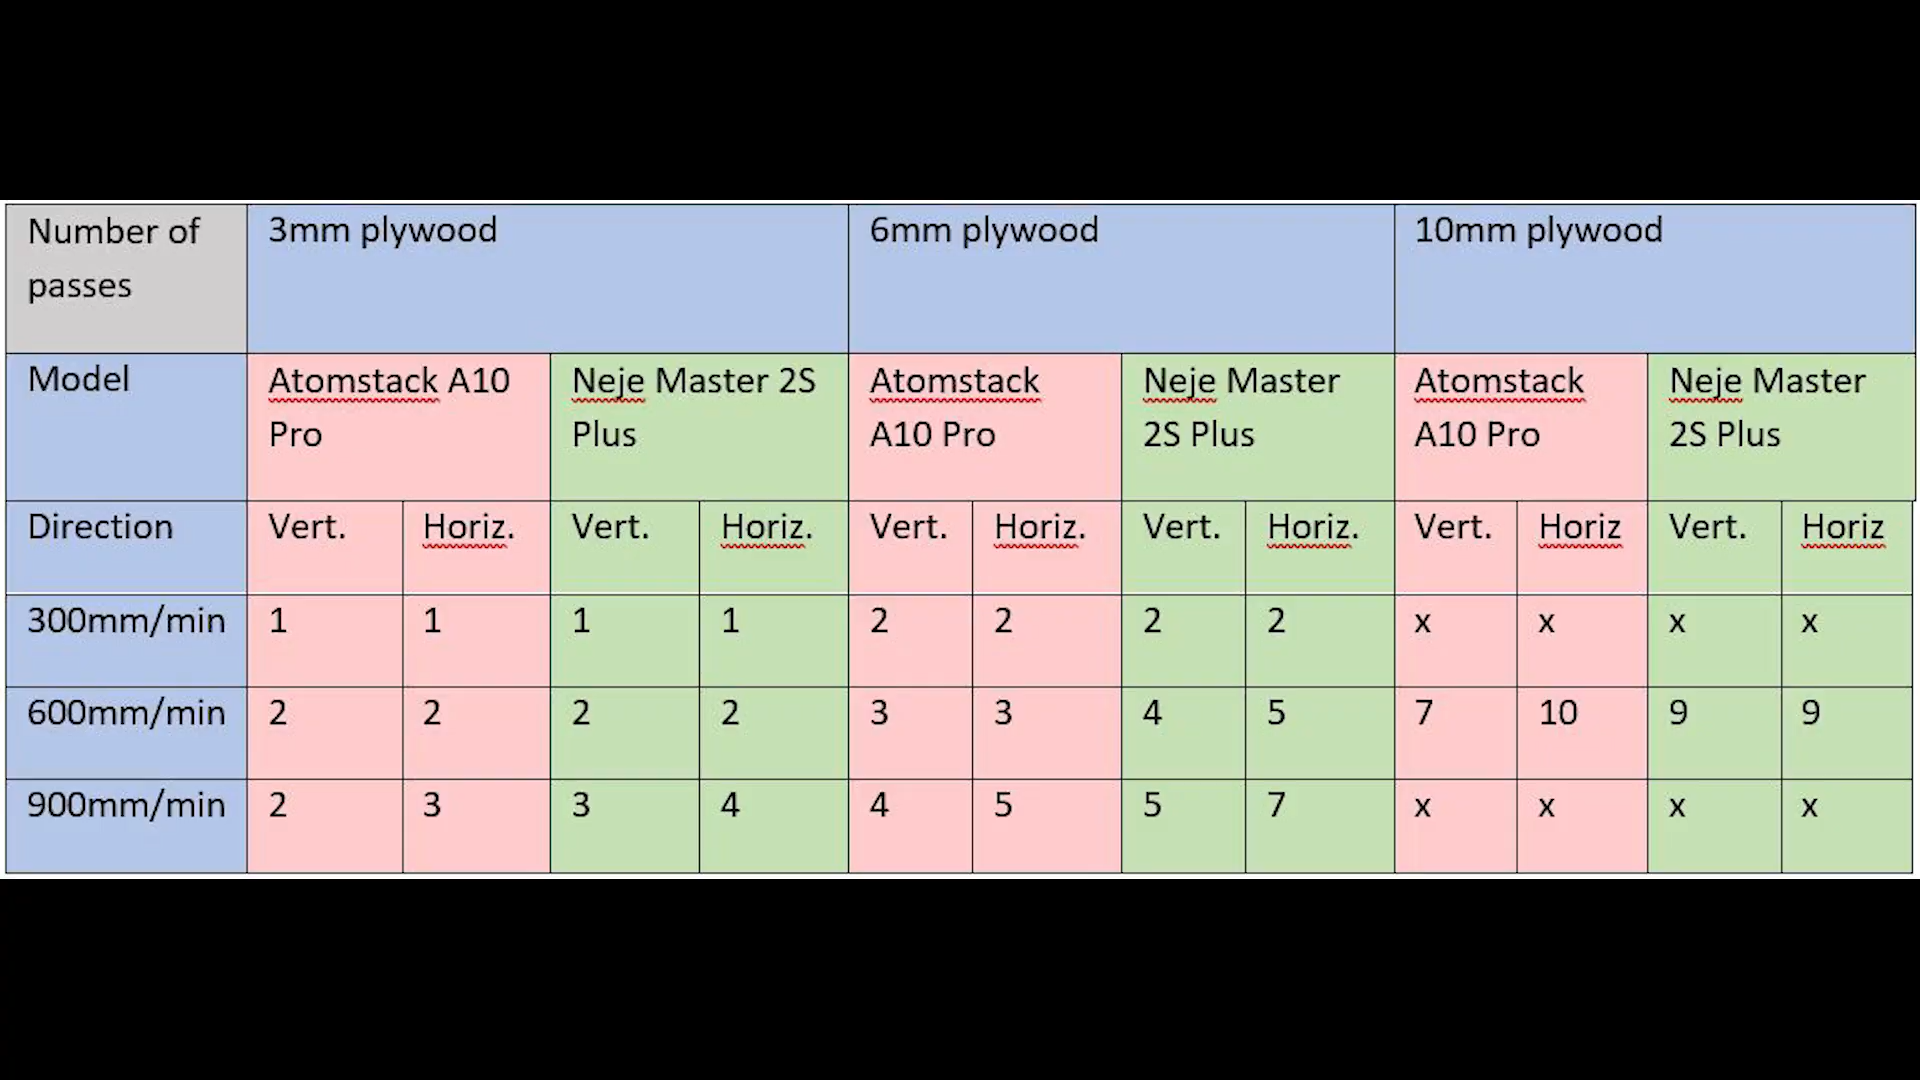 Number of passes 3mm plywood 6mm plywood 10mm plywood
Model Atomstack A10 Pro Neje Master 2S Plus Atomstack A10 Pro Neje Master 2S Plus Atomstack A10 Pro Neje Master 2S Plus
Direction Vert. Horiz. Vert. Horiz. Vert. Horiz. Vert. Horiz. Vert. Horiz Vert. Horiz
300mm/min 1 1 1 1 2 2 2 2 x x x x
600mm/min 2 2 2 2 3 3 4 5 7 10 9 9
900mm/min 2 3 3 4 4 5 5 7 x x x x